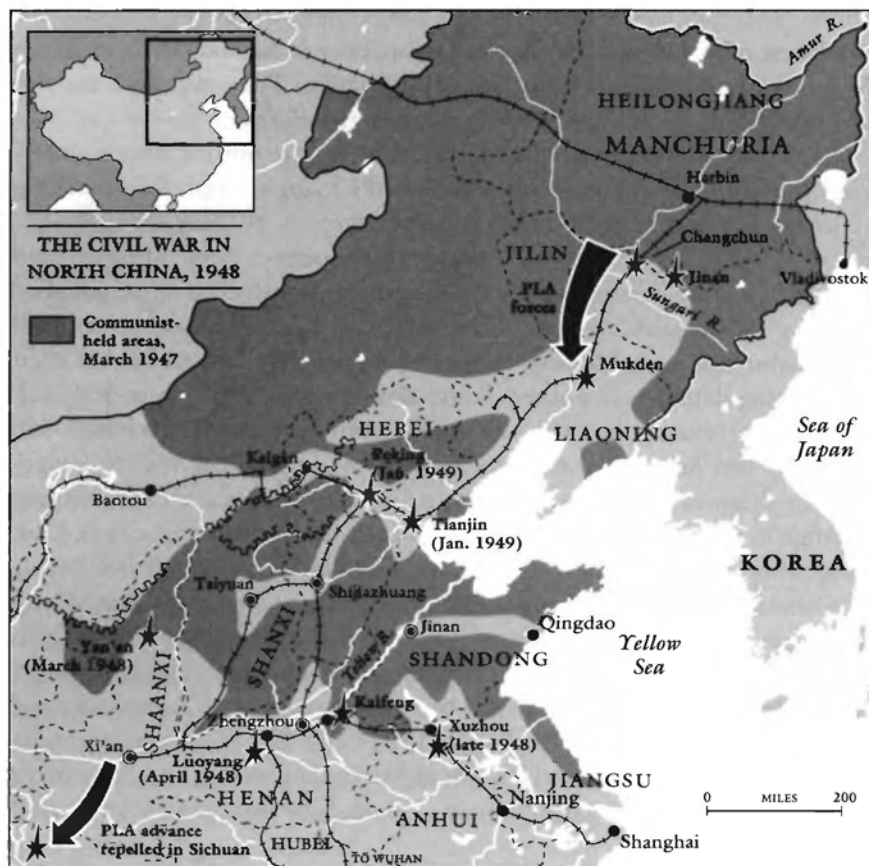 THE CIVIL WAR IN
NORTH CHINA, 1948
Communist-
held areas,
March 1947
Amur R.
HEILONGJIANG
MANCHURIA
Harbin
Changchun
JILIN
Jinan
Vladivostok
PLA
forces
Sungari R.
Mukden
LIAONING
Sea of
Japan
HEBEI
Kalgan
Peking
(Jan. 1949)
Baotou
Tianjin
(Jan. 1949)
KOREA
Taiyuan
Shijiazhuang
Yan'an
(March 1948)
SHAANXI
SHANXI
Yellow R.
Jinan
Qingdao
SHANDONG
Yellow
Sea
Zhengzhou
Kaifeng
Xuzhou
(late 1948)
Xi'an
Luoyang
(April 1948)
HENAN
JIANGSU
Nanjing
ANHUI
0 MILES 200
Shanghai
PLA advance
repelled in Sichuan
HUBEI
TO WUHAN